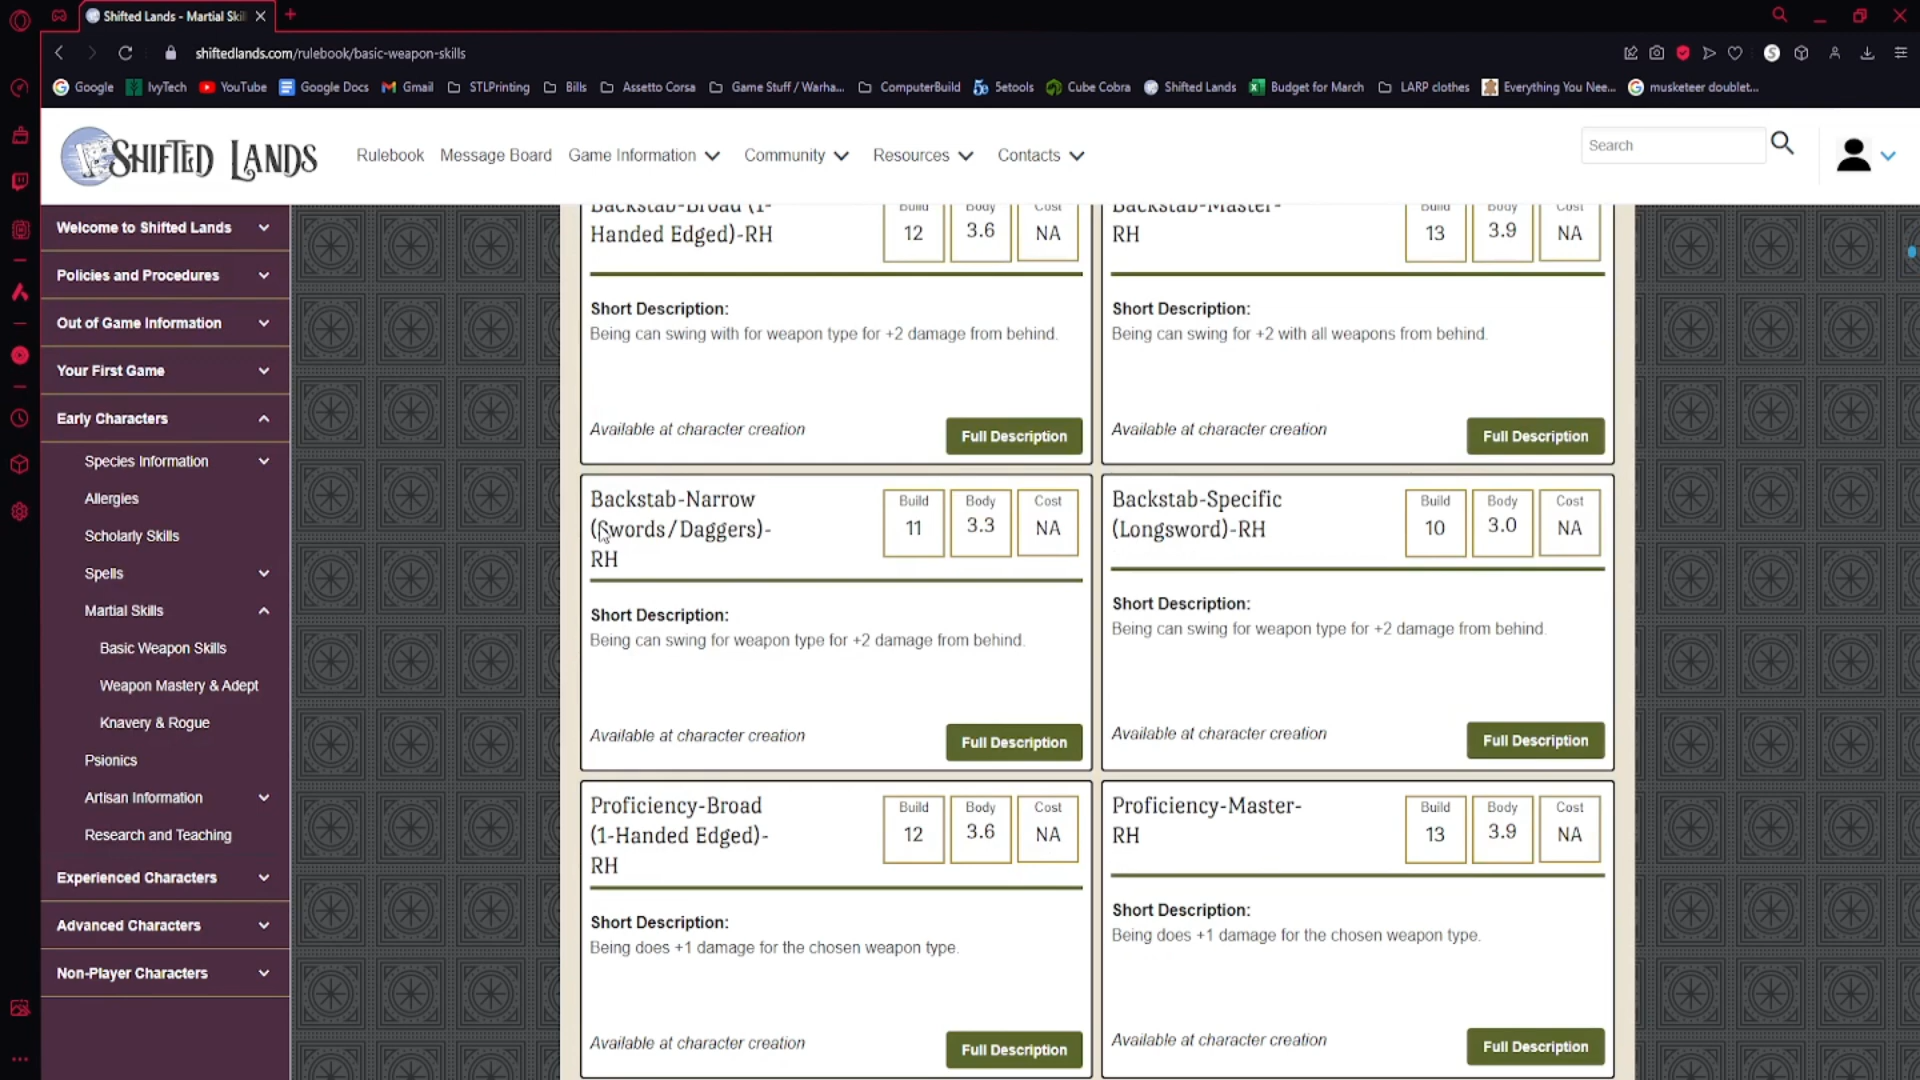 Shifted Lands - Martial Skil
shiftedlands.com/rulebook/basic-weapon-skills
Google IvyTech YouTube Google Docs Gmail STLPrinting Bills Assetto Corsa Game Stuff / Warha... ComputerBuild 5etools Cube Cobra Shifted Lands Budget for March LARP clothes Everything You Nee... musketeer doublet...
SHIFTED LANDS
Rulebook Message Board Game Information Community Resources Contacts
Search
Welcome to Shifted Lands
Policies and Procedures
Out of Game Information
Your First Game
Early Characters
Species Information
Allergies
Scholarly Skills
Spells
Martial Skills
Basic Weapon Skills
Weapon Mastery & Adept
Knavery & Rogue
Psionics
Artisan Information
Research and Teaching
Experienced Characters
Advanced Characters
Non-Player Characters
Backstab-Broad (1-
Handed Edged)-RH
Build Body Cost
12 3.6 NA
Short Description:
Being can swing with for weapon type for +2 damage from behind.
Available at character creation
Full Description
Backstab-Master-
RH
Build Body Cost
13 3.9 NA
Short Description:
Being can swing for +2 with all weapons from behind.
Available at character creation
Full Description
Backstab-Narrow
(Swords/Daggers)-
RH
Build Body Cost
11 3.3 NA
Short Description:
Being can swing for weapon type for +2 damage from behind.
Available at character creation
Full Description
Backstab-Specific
(Longsword)-RH
Build Body Cost
10 3.0 NA
Short Description:
Being can swing for weapon type for +2 damage from behind.
Available at character creation
Full Description
Proficiency-Broad
(1-Handed Edged)-
RH
Build Body Cost
12 3.6 NA
Short Description:
Being does +1 damage for the chosen weapon type.
Available at character creation
Full Description
Proficiency-Master-
RH
Build Body Cost
13 3.9 NA
Short Description:
Being does +1 damage for the chosen weapon type.
Available at character creation
Full Description